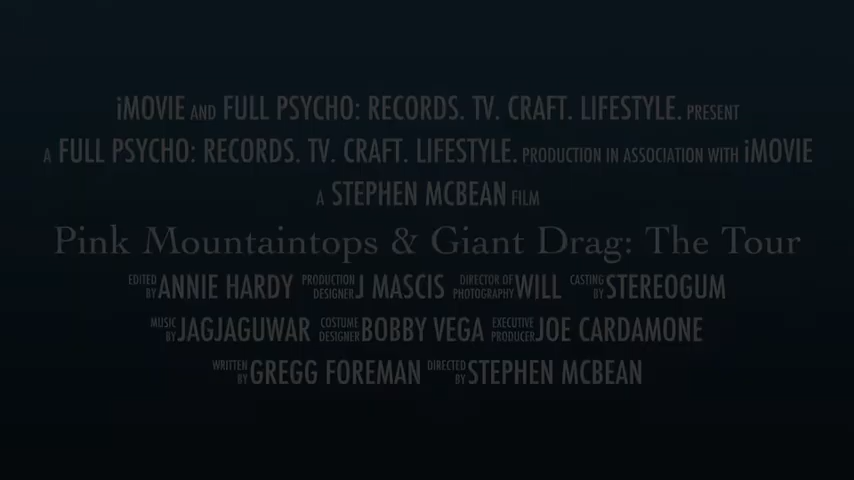 iMOVIE AND FULL PSYCHO: RECORDS. TV. CRAFT. LIFESTYLE. PRESENT
A FULL PSYCHO: RECORDS. TV. CRAFT. LIFESTYLE. PRODUCTION IN ASSOCIATION WITH iMOVIE
A STEPHEN MCBEAN FILM
Pink Mountaintops & Giant Drag: The Tour
EDITED BY ANNIE HARDY PRODUCTION DESIGNER J MASCIS DIRECTOR OF PHOTOGRAPHY WILL CASTING BY STEREOGUM
MUSIC BY JAGJAGUWAR COSTUME DESIGNER BOBBY VEGA EXECUTIVE PRODUCER JOE CARDAMONE
WRITTEN BY GREGG FOREMAN DIRECTED BY STEPHEN MCBEAN